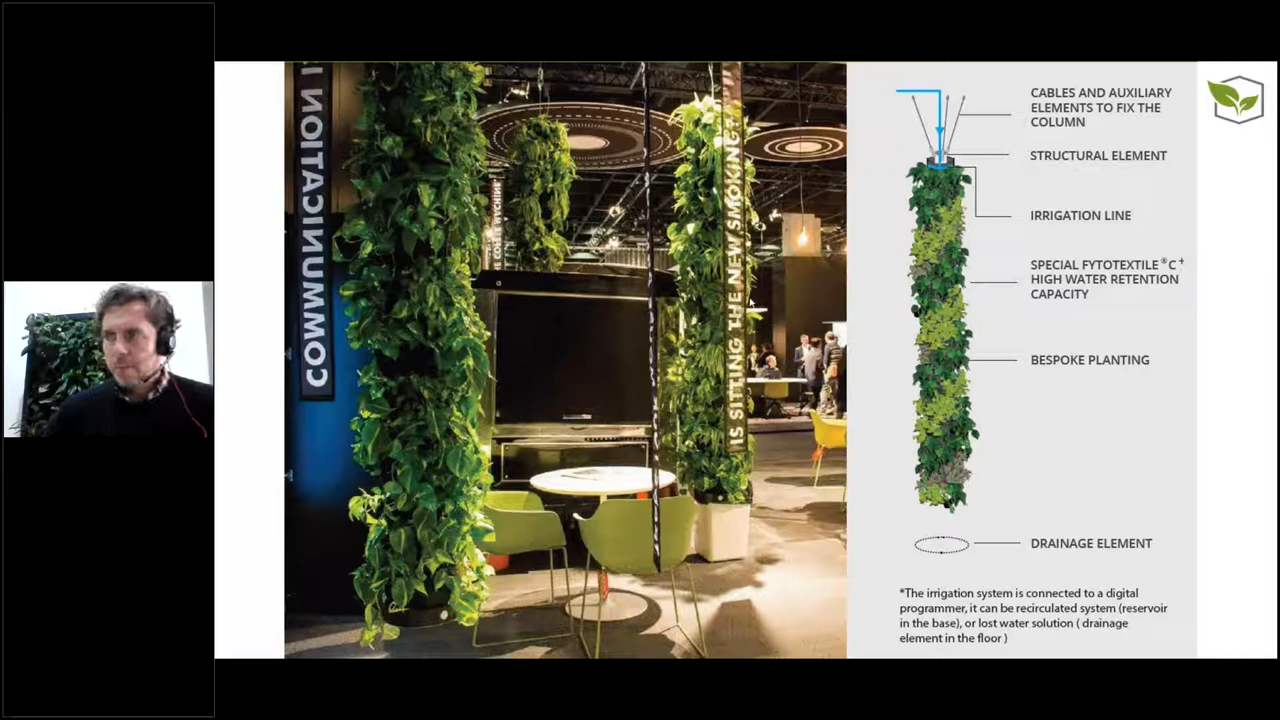 COMMUNICATION I
IS SITTING THE NEW SMOKING?
CABLES AND AUXILIARY
ELEMENTS TO FIX THE
COLUMN
STRUCTURAL ELEMENT
IRRIGATION LINE
SPECIAL FYTOTEXTILE®C+
HIGH WATER RETENTION
CAPACITY
BESPOKE PLANTING
DRAINAGE ELEMENT
*The irrigation system is connected to a digital
programmer, it can be recirculated system (reservoir
in the base), or lost water solution ( drainage
element in the floor )